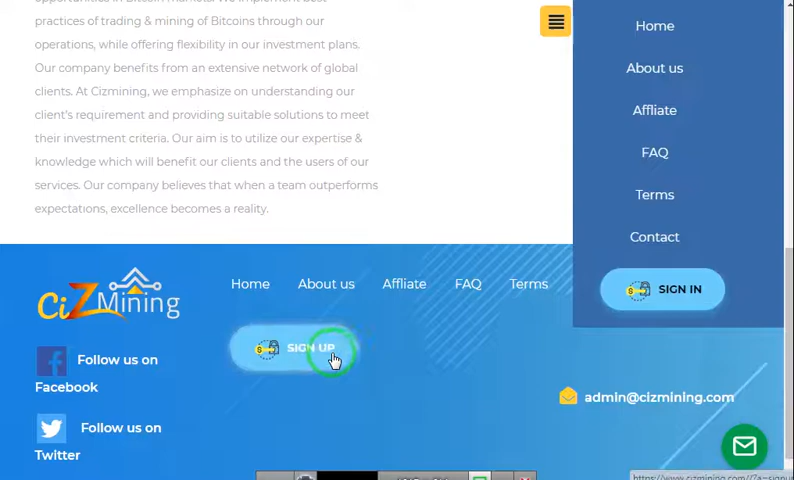 practices of trading & mining of Bitcoins through our
operations, while offering flexibility in our investment plans.
Our company benefits from an extensive network of global
clients. At Cizmining, we emphasize on understanding our
client's requirement and providing suitable solutions to meet
their investment criteria. Our aim is to utilize our expertise &
knowledge which will benefit our clients and the users of our
services. Our company believes that when a team outperforms
expectations, excellence becomes a reality.
Home
About us
Affliate
FAQ
Terms
Contact
SIGN IN
CiZMining
Home About us Affliate FAQ Terms
SIGN UP
Follow us on
Facebook
Follow us on
Twitter
admin@cizmining.com
https://www.cizmining.com//?a=signu